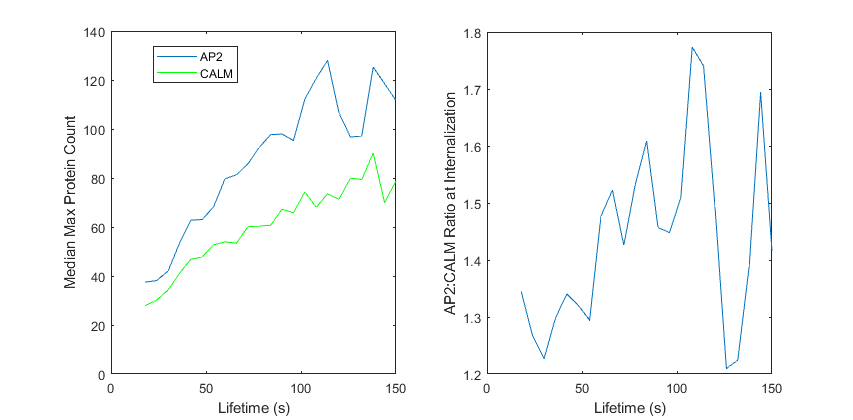 140
120
100
80
60
40
20
0
0 50 100 150
Median Max Protein Count
Lifetime (s)
AP2
CALM
1.8
1.7
1.6
1.5
1.4
1.3
1.2
0 50 100 150
AP2:CALM Ratio at Internalization
Lifetime (s)